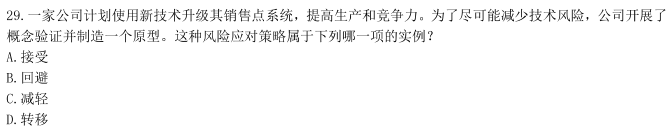 29.一家公司计划使用新技术升级其销售点系统，提高生产和竞争力。为了尽可能减少技术风险，公司开展了
概念验证并制造一个原型。这种风险应对策略属于下列哪一项的实例？
A.接受
B.回避
C.减轻
D.转移